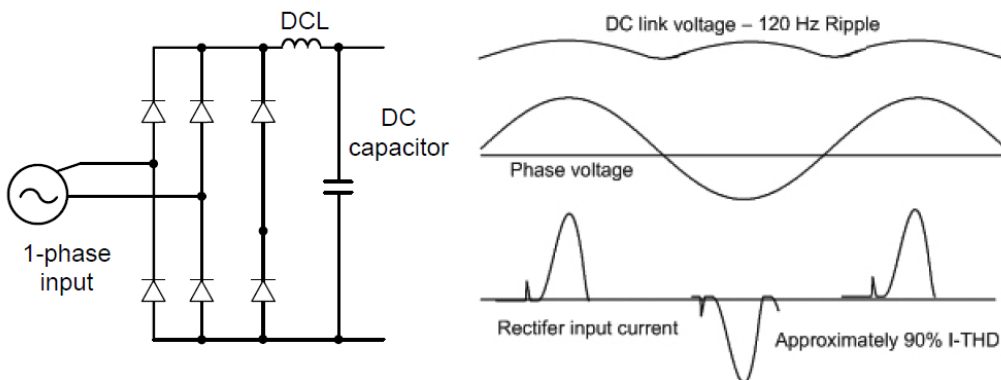 DCL
DC
capacitor
1-phase
input
DC link voltage – 120 Hz Ripple
Phase voltage
Rectifer input current
Approximately 90% I-THD